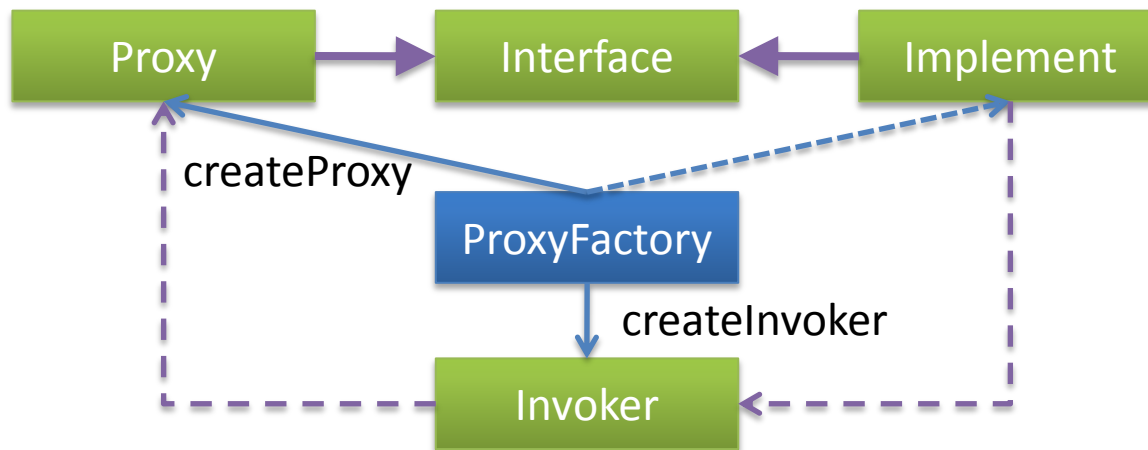 Proxy
Interface
Implement
createProxy
ProxyFactory
createInvoker
Invoker